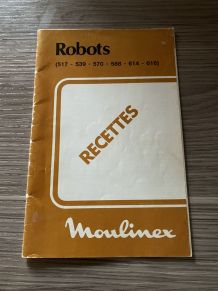 Robots
(517 - 539 - 570 - 588 - 614 - 616)
RECETTES
Moulinex